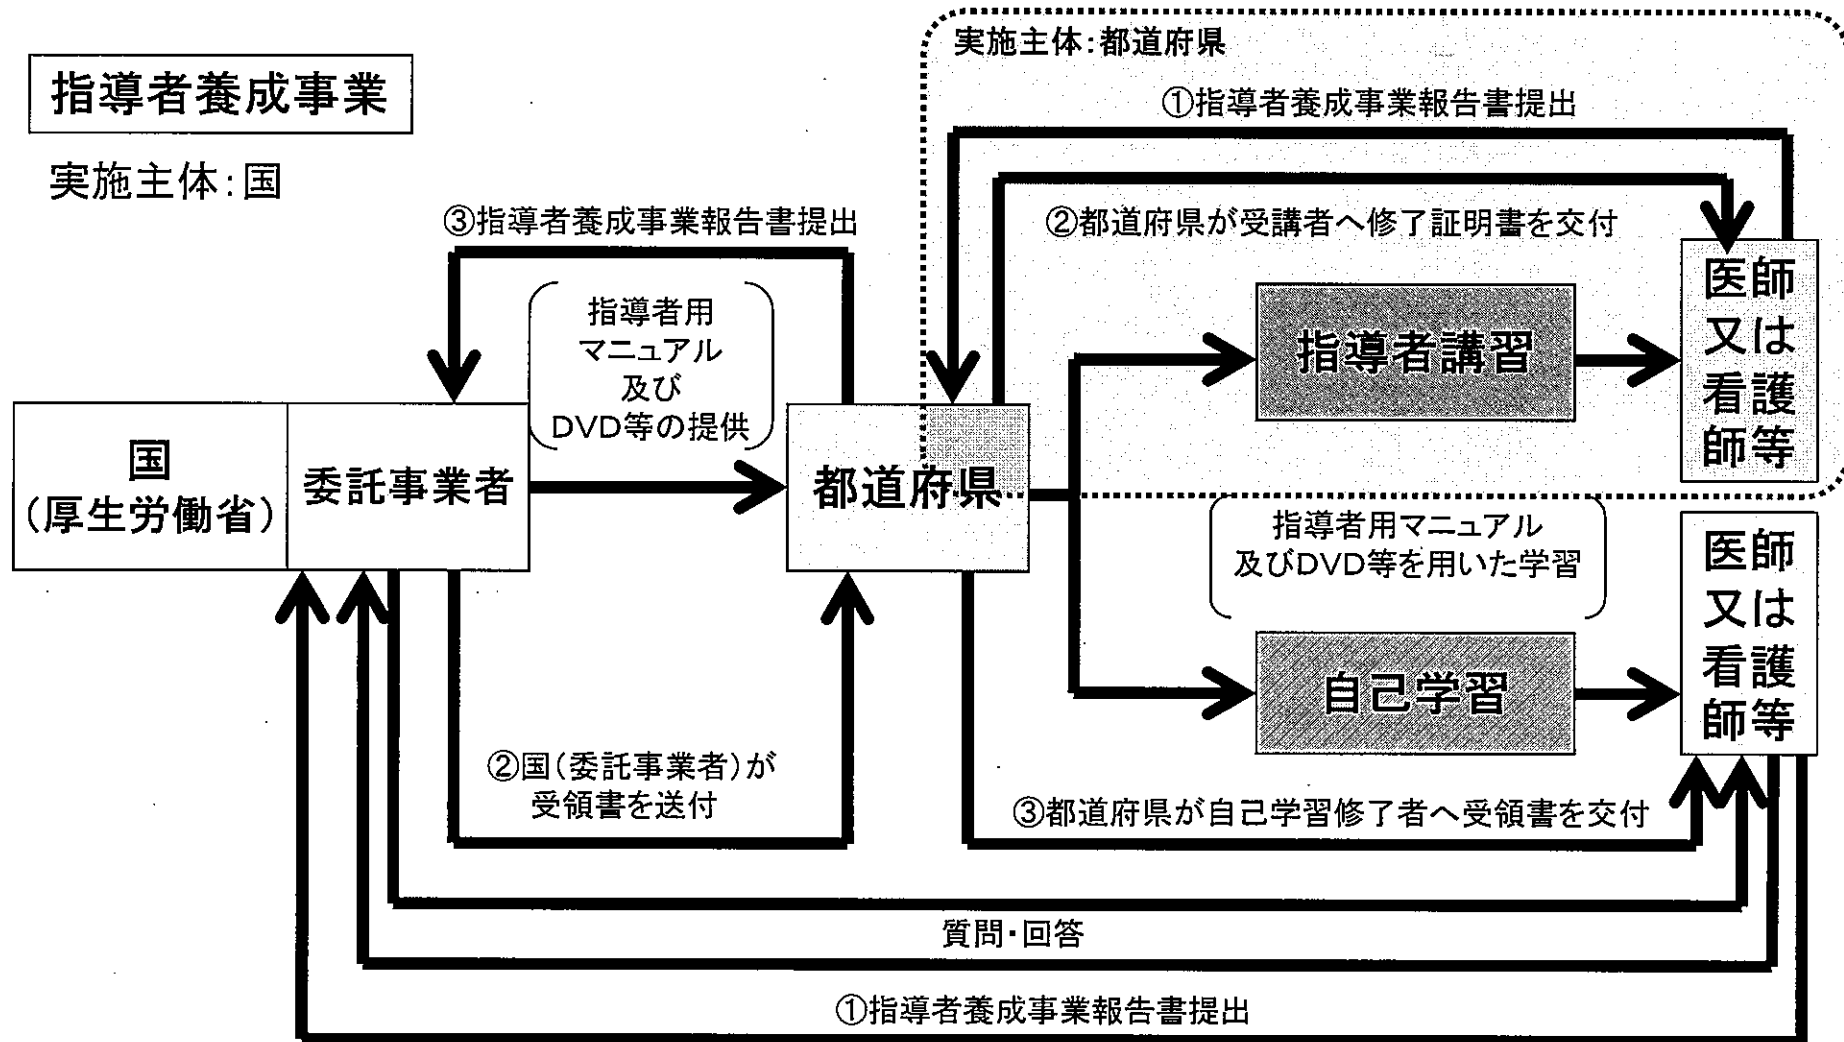 指導者養成事業
実施主体:国
実施主体:都道府県
①指導者養成事業報告書提出
②都道府県が受講者へ修了証明書を交付
③指導者養成事業報告書提出
指導者用
マニュアル
及び
DVD等の提供
国
(厚生労働省)
委託事業者
都道府県
指導者講習
医師
又は
看護
師等
指導者用マニュアル
及びDVD等を用いた学習
自己学習
医師
又は
看護
師等
②国(委託事業者)が
受領書を送付
③都道府県が自己学習修了者へ受領書を交付
質問・回答
①指導者養成事業報告書提出